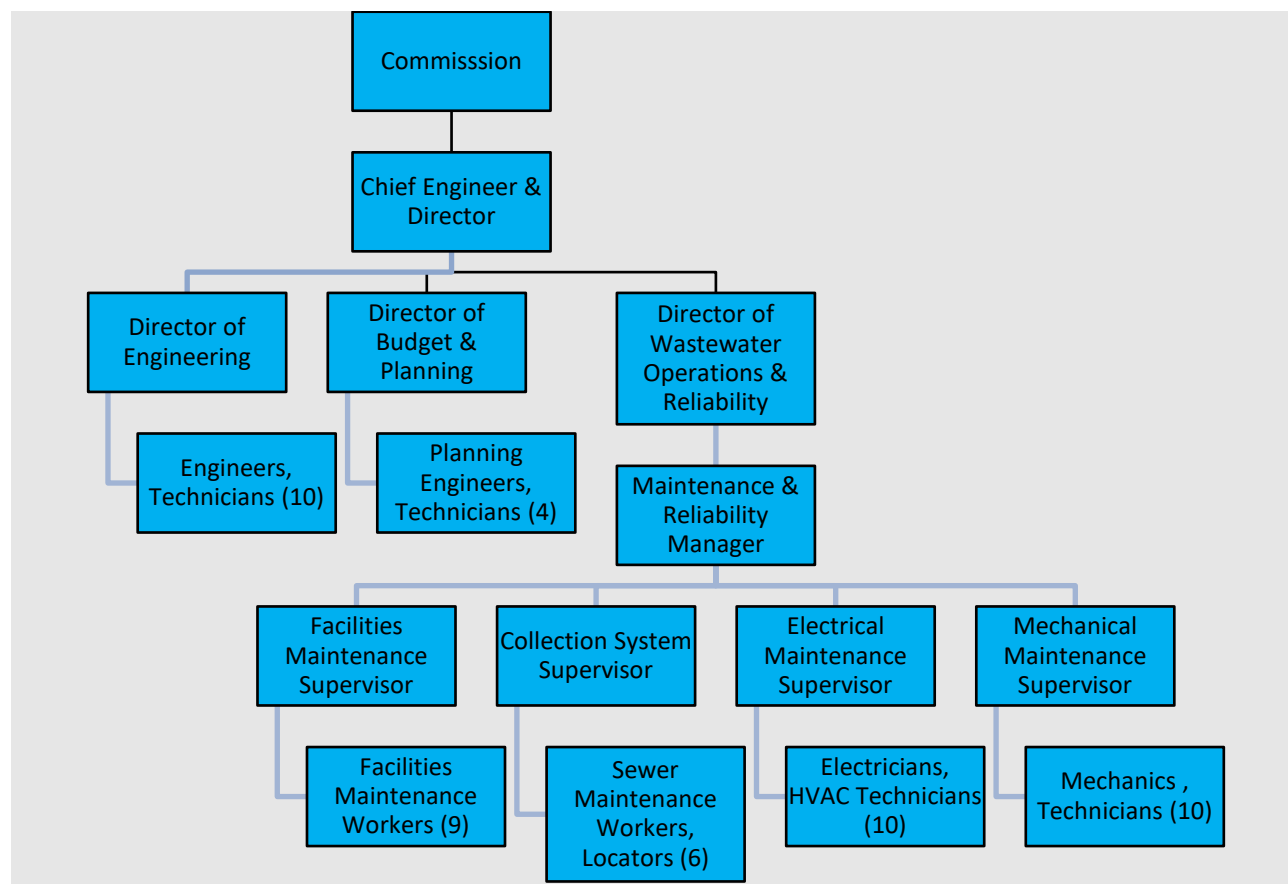 Commisssion
Chief Engineer &
Director
Director of
Engineering
Director of
Budget &
Planning
Director of
Wastewater
Operations &
Reliability
Engineers,
Technicians (10)
Planning
Engineers,
Technicians (4)
Maintenance &
Reliability
Manager
Facilities
Maintenance
Supervisor
Collection System
Supervisor
Electrical
Maintenance
Supervisor
Mechanical
Maintenance
Supervisor
Facilities
Maintenance
Workers (9)
Sewer
Maintenance
Workers,
Locators (6)
Electricians,
HVAC Technicians
(10)
Mechanics ,
Technicians (10)